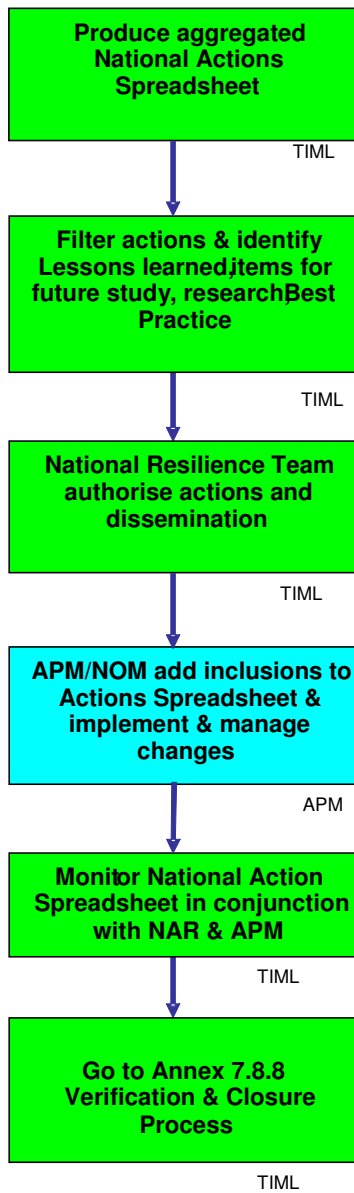 Produce aggregated
National Actions
Spreadsheet
TIML
Filter actions & identify
Lessons learned,items for
future study, research,Best
Practice
TIML
National Resilience Team
authorise actions and
dissemination
TIML
APM/NOM add inclusions to
Actions Spreadsheet &
implement & manage
changes
APM
Monitor National Action
Spreadsheet in conjunction
with NAR & APM
TIML
Go to Annex 7.8.8
Verification & Closure
Process
TIML